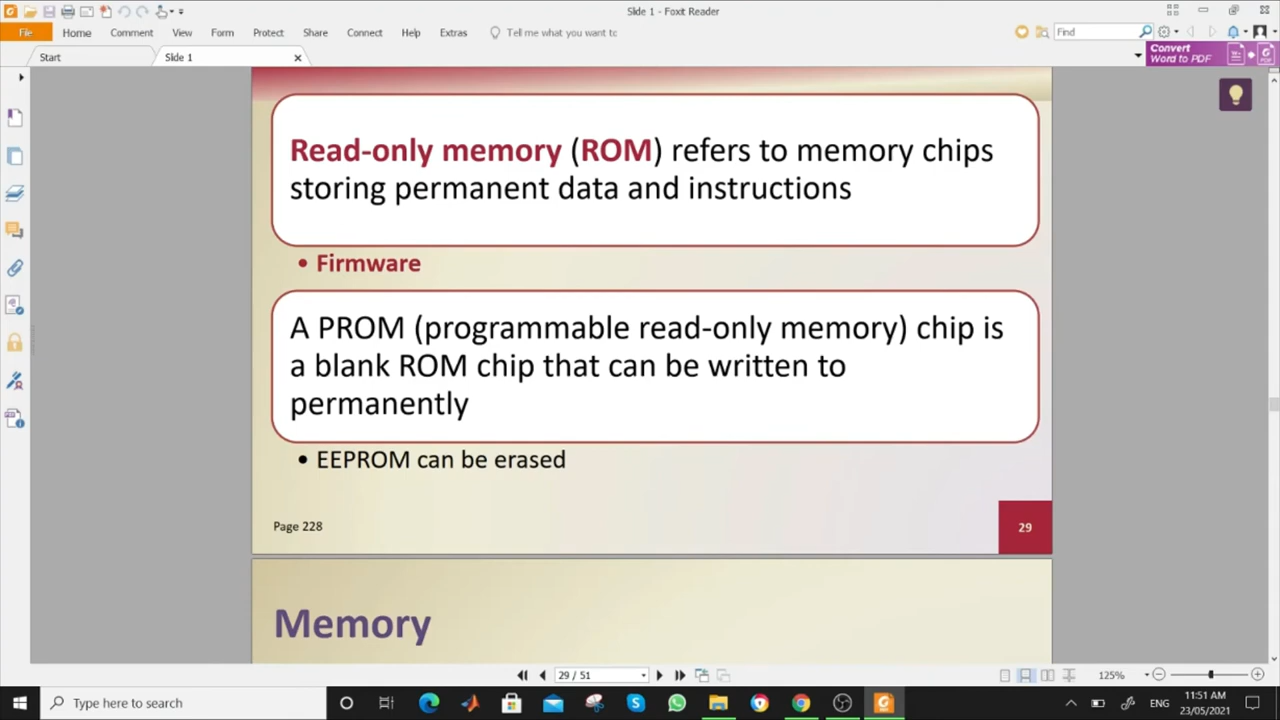 Slide 1 - Foxit Reader
File Home Comment View Form Protect Share Connect Help Extras Tell me what you want to Find
Start Slide 1 Convert
Word to PDF
Read-only memory (ROM) refers to memory chips
storing permanent data and instructions
• Firmware
A PROM (programmable read-only memory) chip is
a blank ROM chip that can be written to
permanently
• EEPROM can be erased
Page 228 29
Memory
29 / 51 125%
Type here to search ENG 11:51 AM
23/05/2021